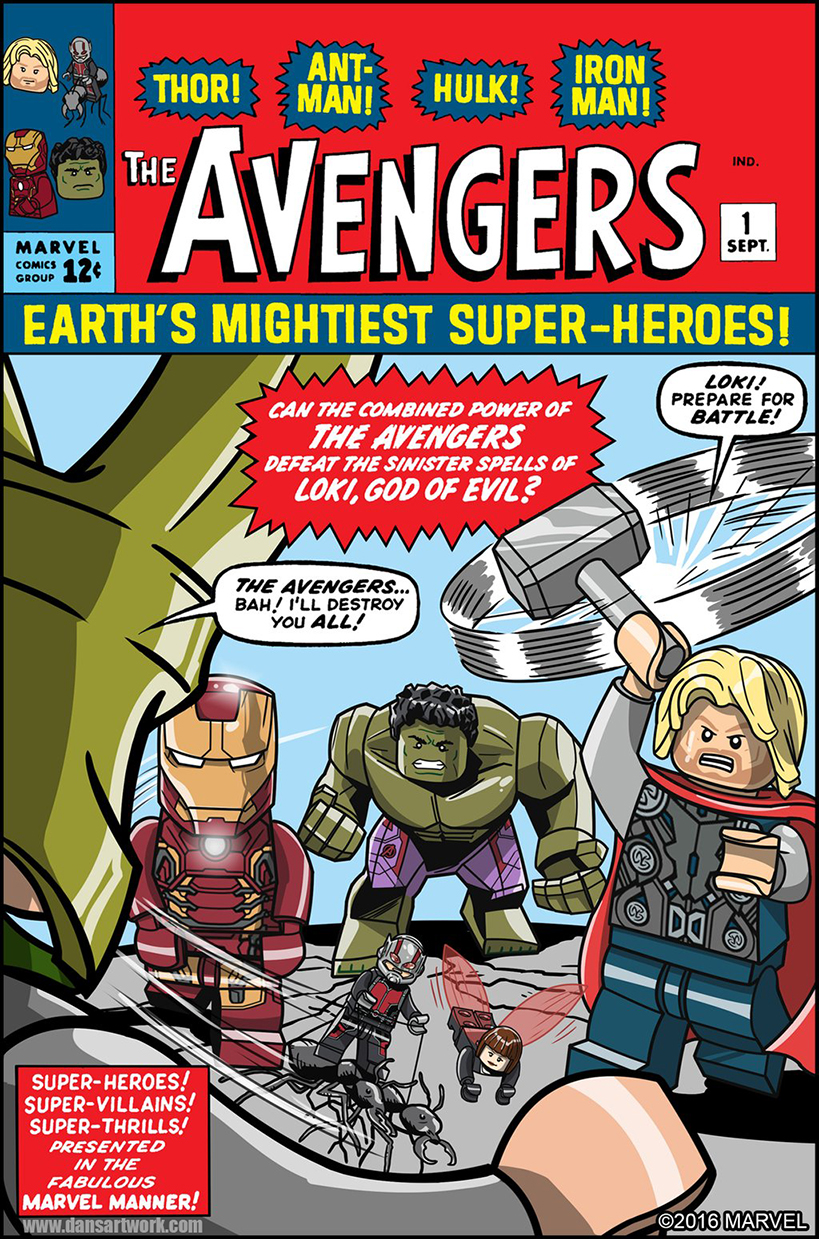 THOR!
ANT-
MAN!
HULK!
IRON
MAN!
THE AVENGERS
IND.
1
SEPT.
MARVEL
COMICS
GROUP 12¢
EARTH'S MIGHTIEST SUPER-HEROES!
CAN THE COMBINED POWER OF
THE AVENGERS
DEFEAT THE SINISTER SPELLS OF
LOKI, GOD OF EVIL?
LOKI!
PREPARE FOR
BATTLE!
THE AVENGERS...
BAH! I'LL DESTROY
YOU ALL!
SUPER-HEROES!
SUPER-VILLAINS!
SUPER-THRILLS!
PRESENTED
IN THE
FABULOUS
MARVEL MANNER!
www.dansartwork.com
©2016 MARVEL